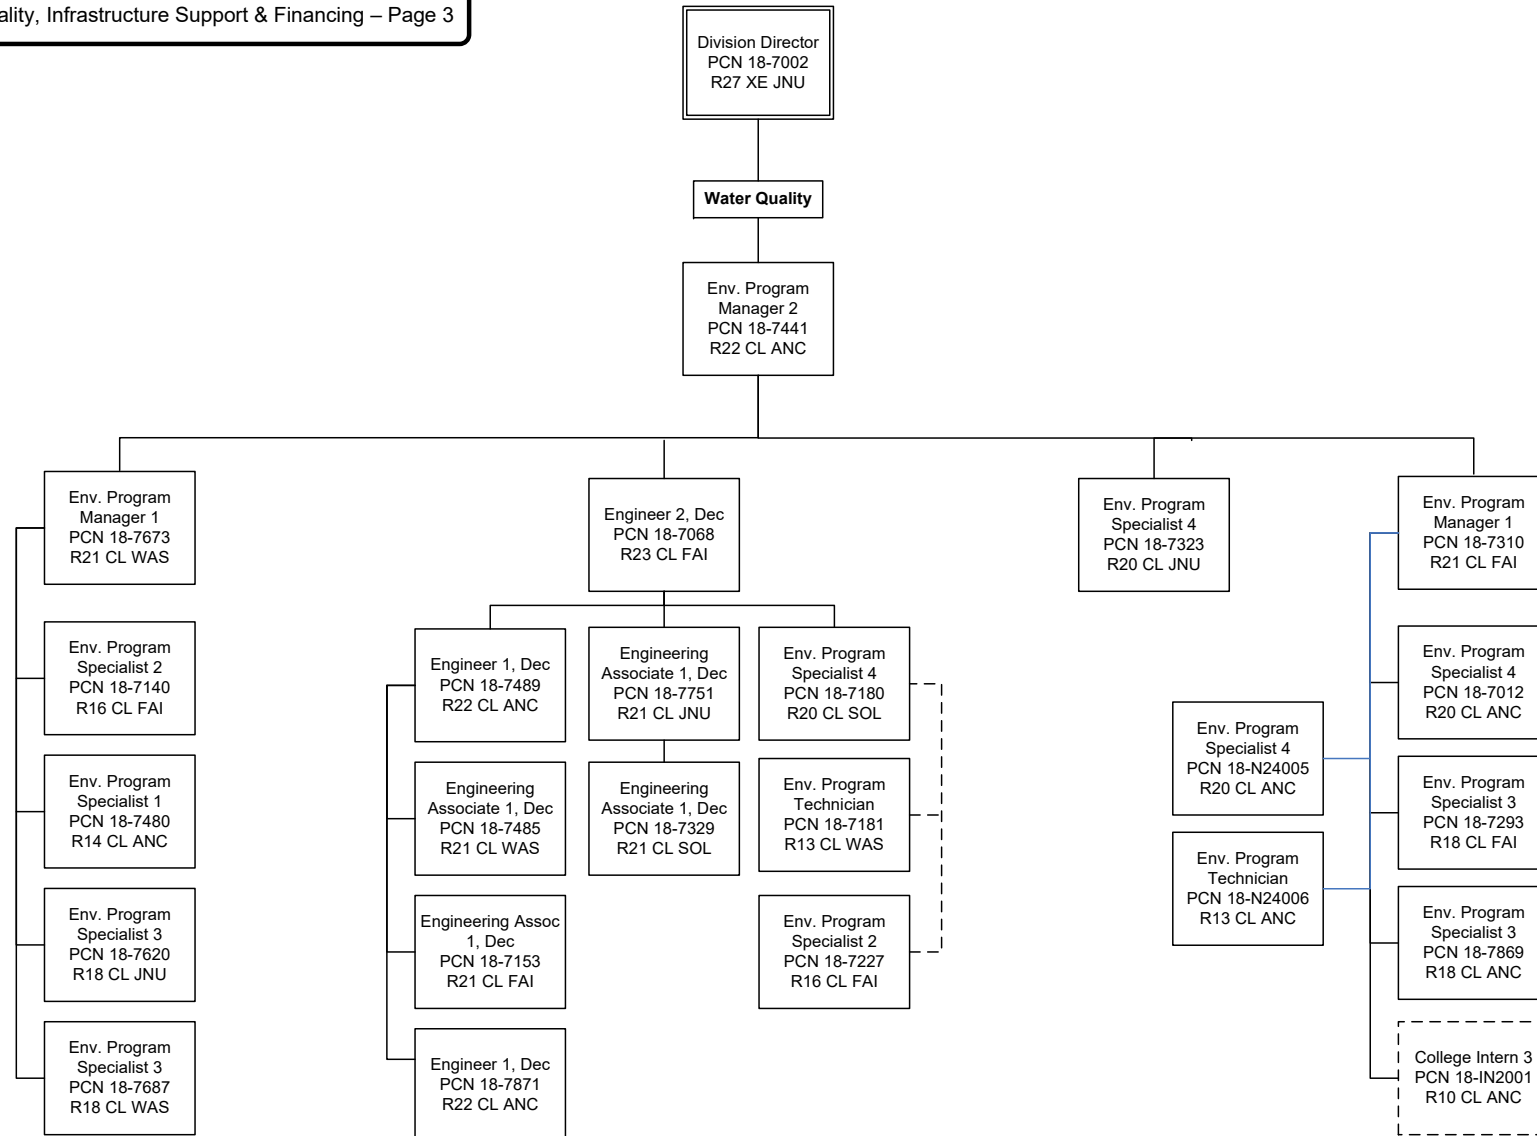 ality, Infrastructure Support & Financing – Page 3
Division Director
PCN 18-7002
R27 XE JNU
Water Quality
Env. Program
Manager 2
PCN 18-7441
R22 CL ANC
Env. Program
Manager 1
PCN 18-7673
R21 CL WAS
Env. Program
Specialist 2
PCN 18-7140
R16 CL FAI
Env. Program
Specialist 1
PCN 18-7480
R14 CL ANC
Env. Program
Specialist 3
PCN 18-7620
R18 CL JNU
Env. Program
Specialist 3
PCN 18-7687
R18 CL WAS
Engineer 2, Dec
PCN 18-7068
R23 CL FAI
Engineer 1, Dec
PCN 18-7489
R22 CL ANC
Engineering
Associate 1, Dec
PCN 18-7485
R21 CL WAS
Engineering Assoc
1, Dec
PCN 18-7153
R21 CL FAI
Engineer 1, Dec
PCN 18-7871
R22 CL ANC
Engineering
Associate 1, Dec
PCN 18-7751
R21 CL JNU
Engineering
Associate 1, Dec
PCN 18-7329
R21 CL SOL
Env. Program
Specialist 4
PCN 18-7180
R20 CL SOL
Env. Program
Technician
PCN 18-7181
R13 CL WAS
Env. Program
Specialist 2
PCN 18-7227
R16 CL FAI
Env. Program
Specialist 4
PCN 18-7323
R20 CL JNU
Env. Program
Specialist 4
PCN 18-N24005
R20 CL ANC
Env. Program
Technician
PCN 18-N24006
R13 CL ANC
Env. Program
Manager 1
PCN 18-7310
R21 CL FAI
Env. Program
Specialist 4
PCN 18-7012
R20 CL ANC
Env. Program
Specialist 3
PCN 18-7293
R18 CL FAI
Env. Program
Specialist 3
PCN 18-7869
R18 CL ANC
College Intern 3
PCN 18-IN2001
R10 CL ANC